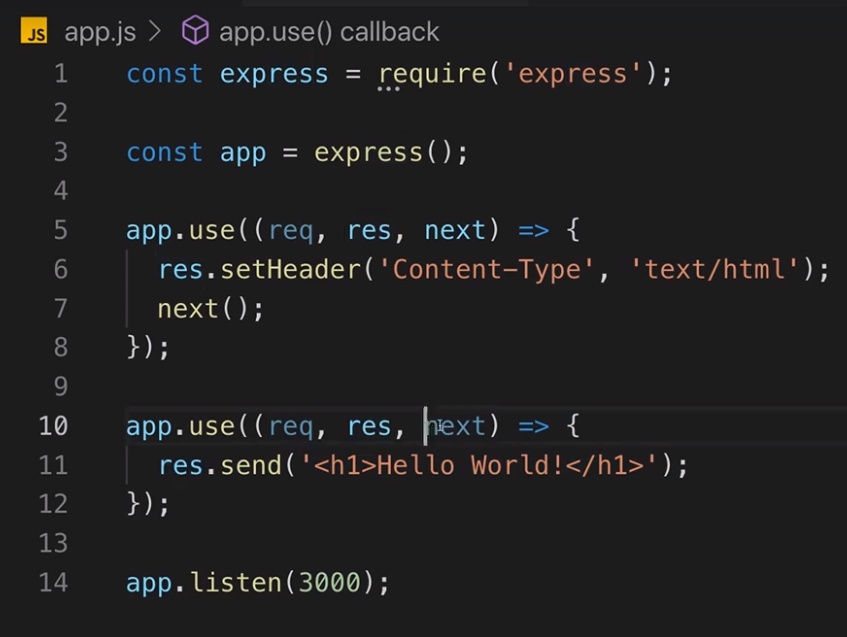 JS app.js > app.use() callback
1 const express = require('express');
2
3 const app = express();
4
5 app.use((req, res, next) => {
6 res.setHeader('Content-Type', 'text/html');
7 next();
8 });
9
10 app.use((req, res, next) => {
11 res.send('<h1>Hello World!</h1>');
12 });
13
14 app.listen(3000);